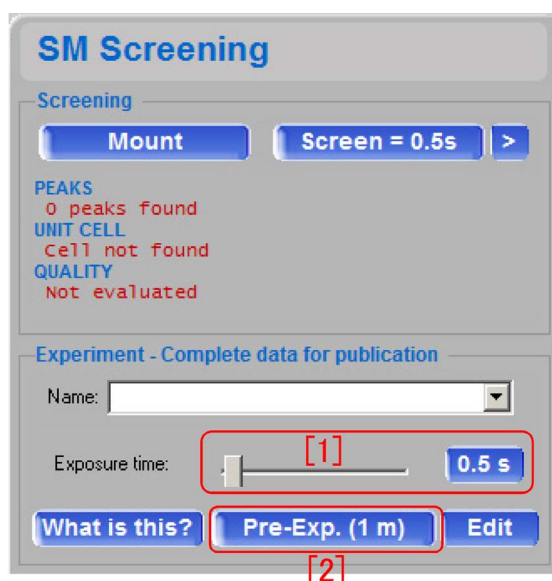 SM Screening
Screening
Mount Screen = 0.5s >
PEAKS
0 peaks found
UNIT CELL
Cell not found
QUALITY
Not evaluated
Experiment - Complete data for publication
Name:
[1]
Exposure time: 0.5 s
What is this? Pre-Exp. (1 m) Edit
[2]